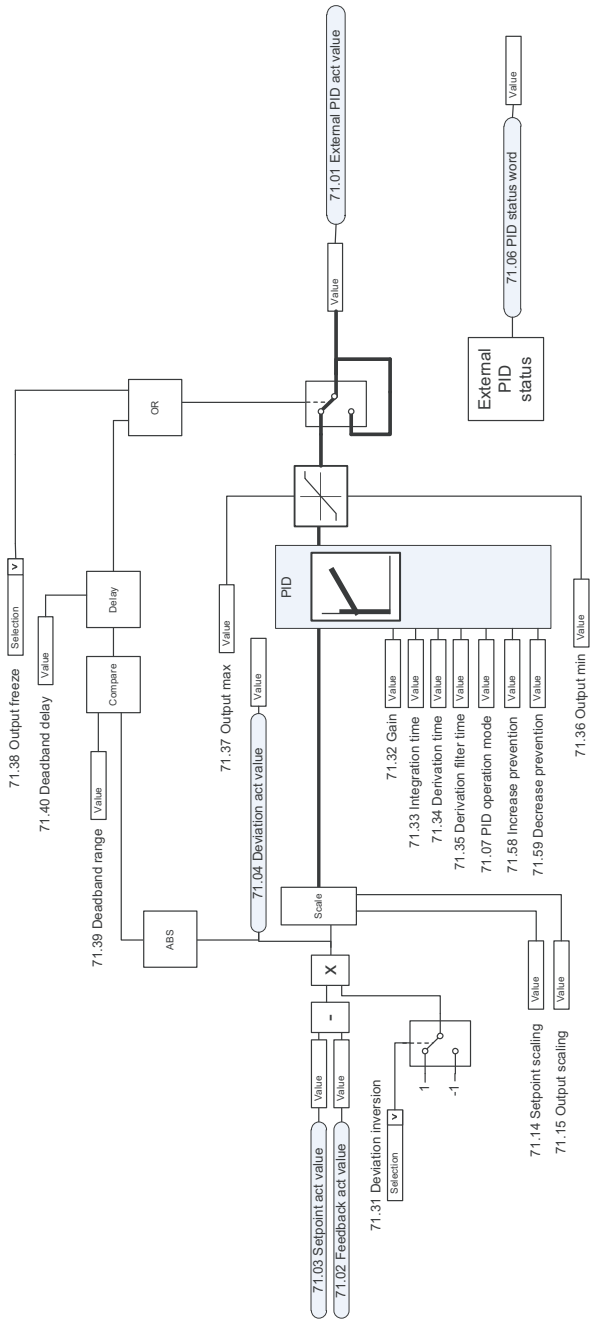 71.38 Output freeze
Selection
v
71.40 Deadband delay
Value
71.39 Deadband range
Value
Compare
Delay
OR
ABS
71.04 Deviation act value
Value
71.37 Output max
Value
71.03 Setpoint act value
Value
71.02 Feedback act value
Value
-
X
Scale
PID
Value
71.01 External PID act value
71.31 Deviation inversion
Selection
v
1
-1
71.14 Setpoint scaling
Value
71.15 Output scaling
Value
71.32 Gain
Value
71.33 Integration time
Value
71.34 Derivation time
Value
71.35 Derivation filter time
Value
71.07 PID operation mode
Value
71.58 Increase prevention
Value
71.59 Decrease prevention
Value
71.36 Output min
Value
External
PID
status
71.06 PID status word
Value